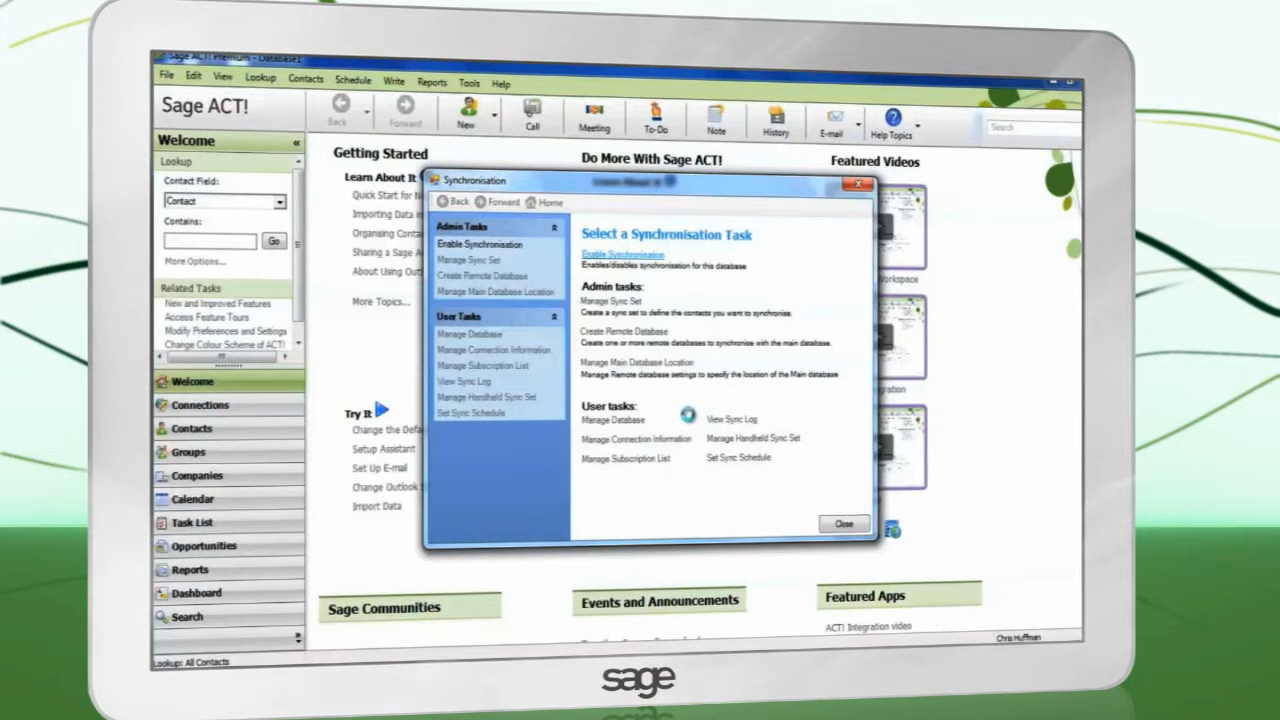 Sage ACT! Premium - Database1
File Edit View Lookup Contacts Schedule Write Reports Tools Help
Sage ACT!
Back Forward New Call Meeting To-Do Note History E-mail Help Topics Search
Welcome
Lookup
Contact Field:
Contact
Contains:
Go
More Options...
Related Tasks
New and Improved Features
Access Feature Tours
Modify Preferences and Settings
Change Colour Scheme of ACT!
Welcome
Connections
Contacts
Groups
Companies
Calendar
Task List
Opportunities
Reports
Dashboard
Search
Lookup: All Contacts
Getting Started
Learn About It
Quick Start for
Importing Data
Organising Conta
Sharing a Sage
About Using Out
More Topics...
Try It
Change the Defa
Setup Assistant
Set Up E-mail
Change Outlook
Import Data
Do More With Sage ACT!
Featured Videos
Workspace
Synchronisation
Back Forward Home
Admin Tasks
Enable Synchronisation
Manage Sync Set
Create Remote Database
Manage Main Database Location
User Tasks
Manage Database
Manage Connection Information
Manage Subscription List
View Sync Log
Manage Handheld Sync Set
Set Sync Schedule
Select a Synchronisation Task
Enable Synchronisation
Enables/disables synchronisation for this database
Admin tasks:
Manage Sync Set
Create a sync set to define the contacts you want to synchronise.
Create Remote Database
Create one or more remote databases to synchronise with the main database.
Manage Main Database Location
Manage Remote database settings to specify the location of the Main database
User tasks:
Manage Database View Sync Log
Manage Connection Information Manage Handheld Sync Set
Manage Subscription List Set Sync Schedule
Close
Sage Communities
Events and Announcements
Featured Apps
ACT! Integration video
Chris Huffman
sage